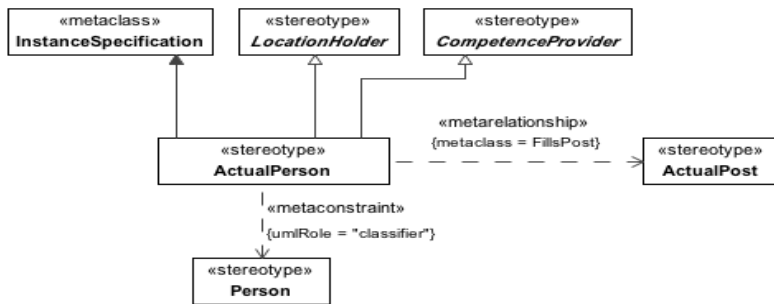 «metaclass»
InstanceSpecification
«stereotype»
LocationHolder
«stereotype»
CompetenceProvider
«metarelationship»
{metaclass = FillsPost}
«stereotype»
ActualPerson
«stereotype»
ActualPost
«metaconstraint»
{umlRole = "classifier"}
«stereotype»
Person